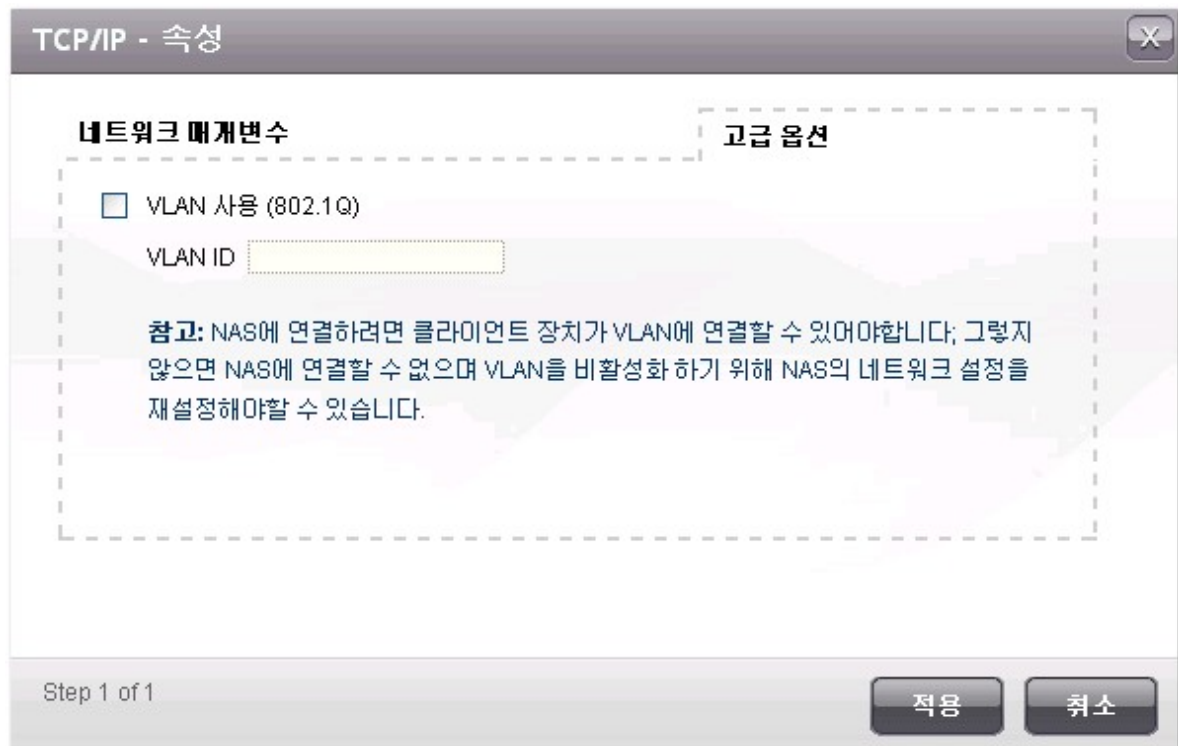 TCP/IP - 속성
X
네트워크 매개변수
고급 옵션
VLAN 사용 (802.1Q)
VLAN ID
참고: NAS에 연결하려면 클라이언트 장치가 VLAN에 연결할 수 있어야합니다; 그렇지
않으면 NAS에 연결할 수 없으며 VLAN을 비활성화 하기 위해 NAS의 네트워크 설정을
재설정해야할 수 있습니다.
Step 1 of 1
적용
취소